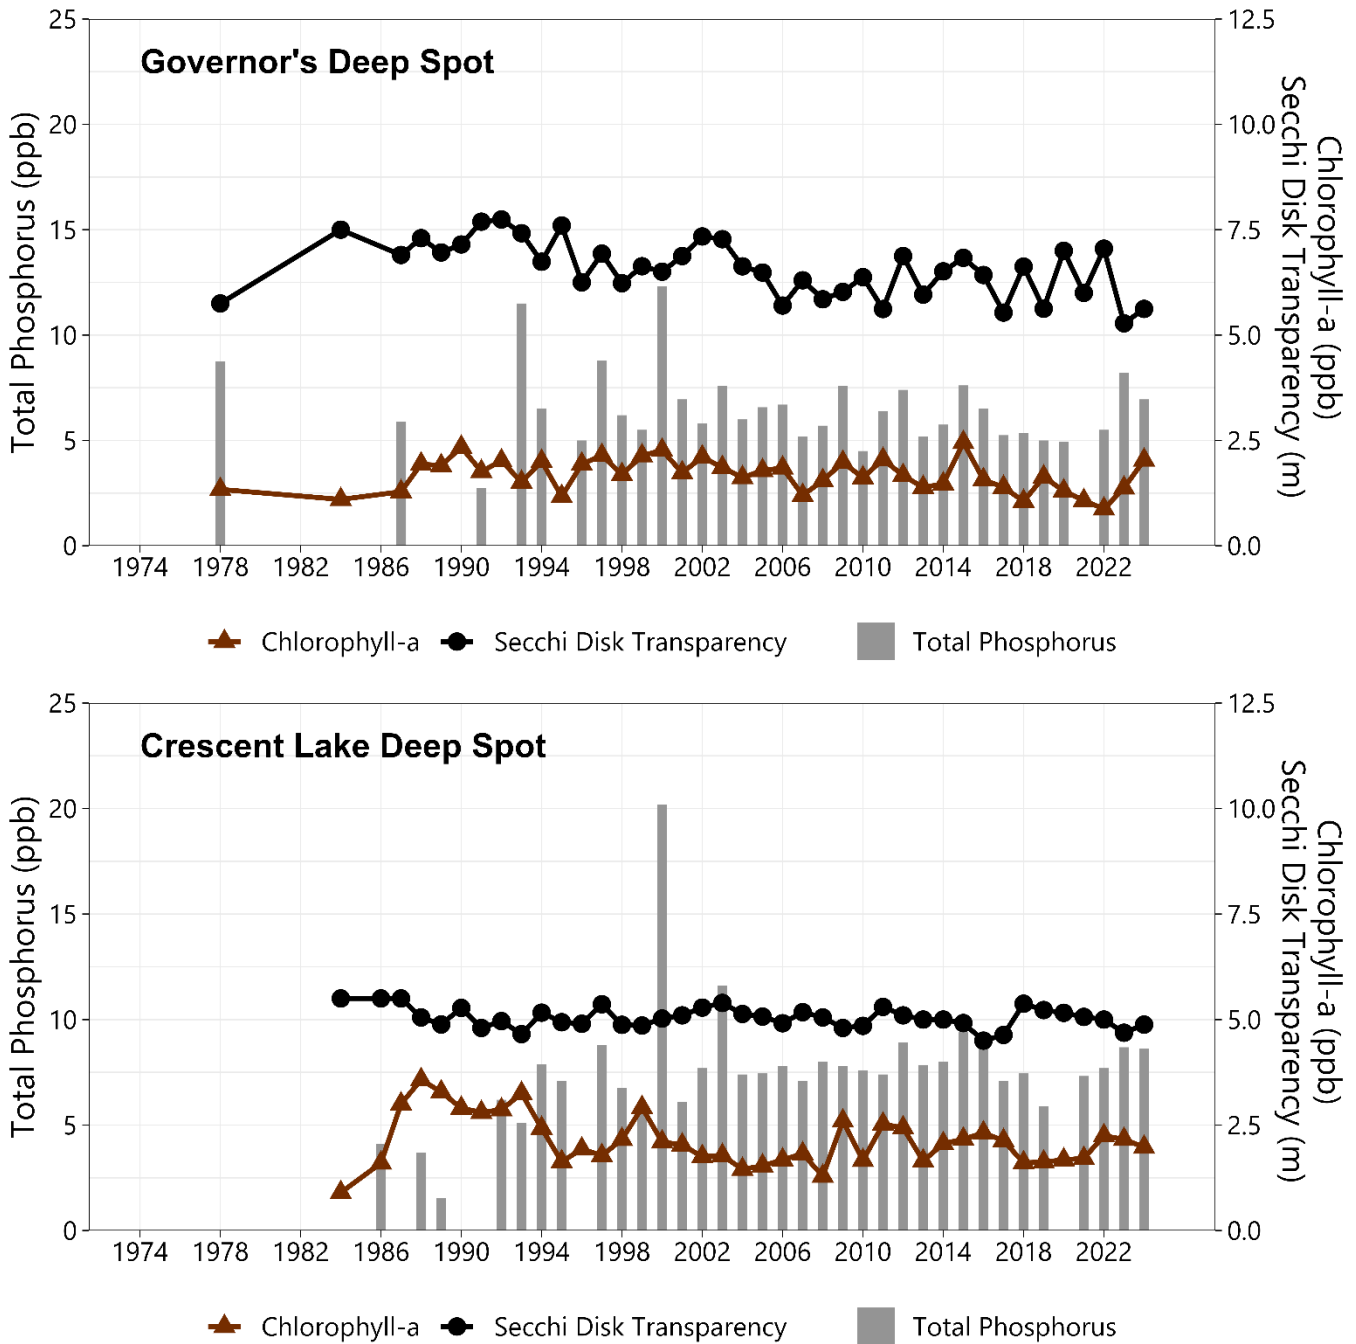 Governor's Deep Spot
Total Phosphorus (ppb)
25
20
15
10
5
0
12.5
10.0
7.5
5.0
2.5
0.0
Chlorophyll-a (ppb)
Secchi Disk Transparency (m)
1974 1978 1982 1986 1990 1994 1998 2002 2006 2010 2014 2018 2022
Chlorophyll-a Secchi Disk Transparency Total Phosphorus
Crescent Lake Deep Spot
Total Phosphorus (ppb)
25
20
15
10
5
0
12.5
10.0
7.5
5.0
2.5
0.0
Chlorophyll-a (ppb)
Secchi Disk Transparency (m)
1974 1978 1982 1986 1990 1994 1998 2002 2006 2010 2014 2018 2022
Chlorophyll-a Secchi Disk Transparency Total Phosphorus